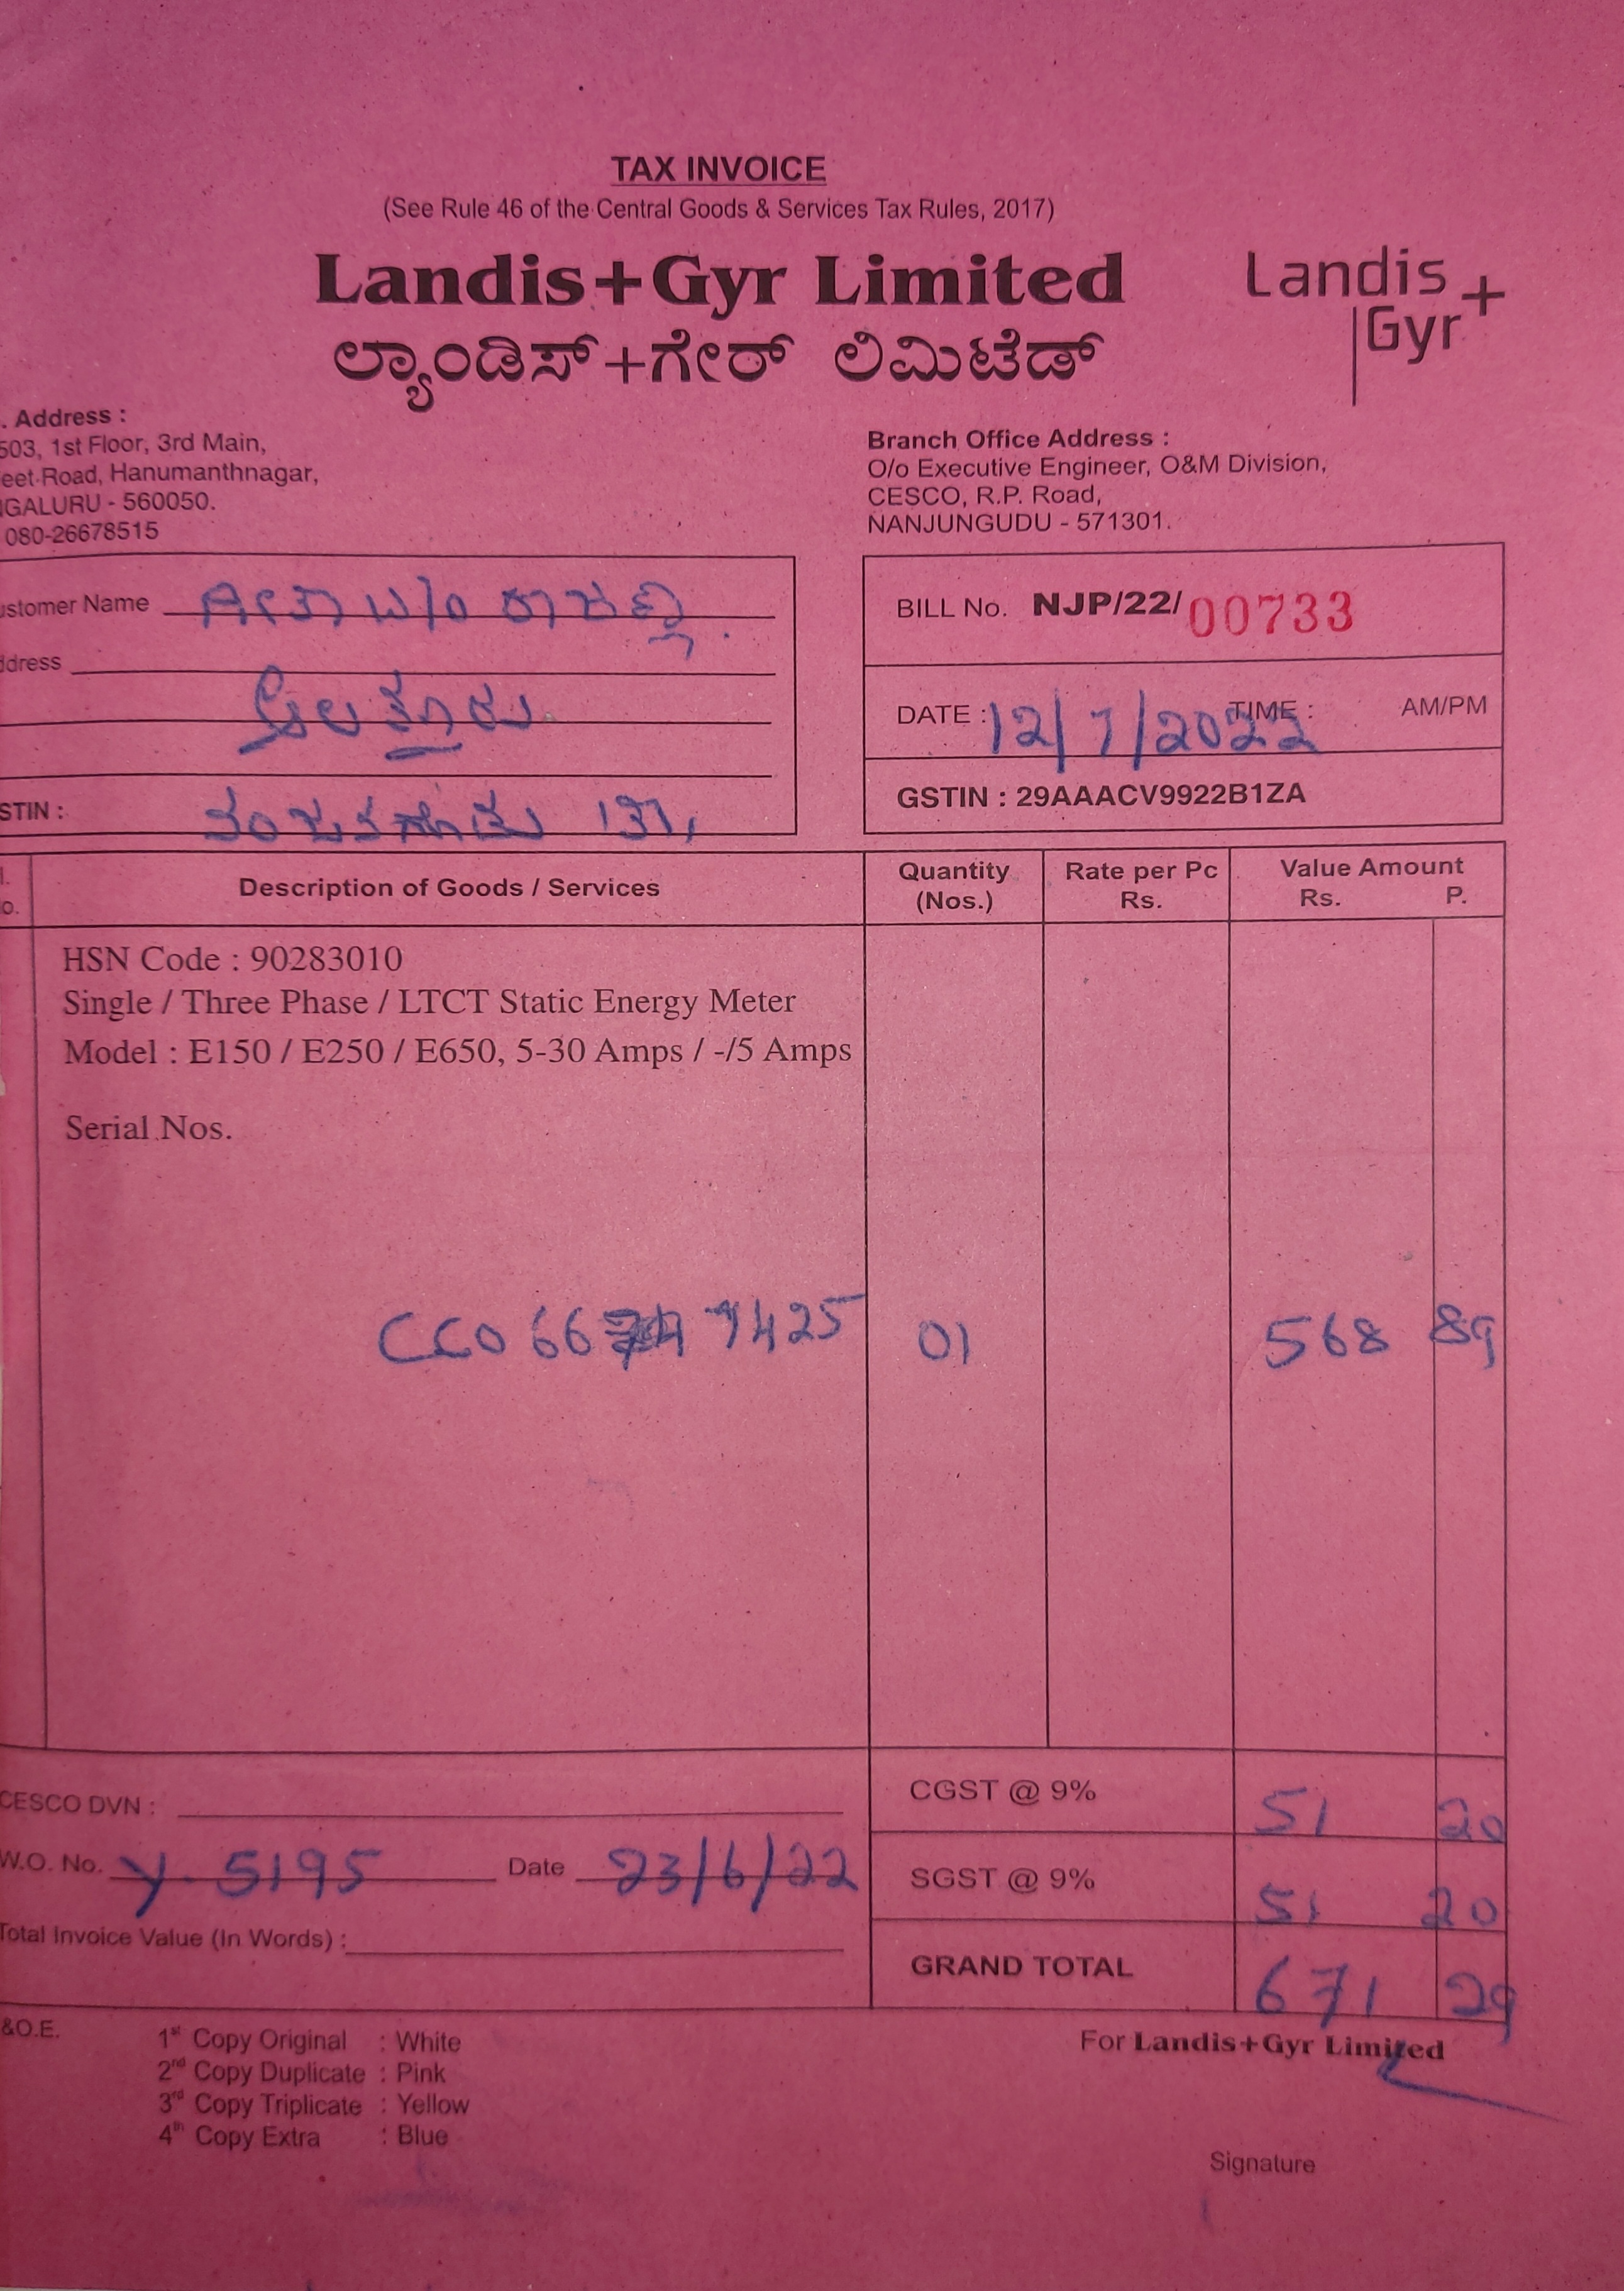 TAX INVOICE
(See Rule 46 of the Central Goods & Services Tax Rules, 2017)
Landis+Gyr Limited
ಲ್ಯಾಂಡಿಸ್+ಗೇರ್ ಲಿಮಿಟೆಡ್
Landis
Gyr+
. Address :
503, 1st Floor, 3rd Main,
eet Road, Hanumanthnagar,
GALURU - 560050.
080-26678515
Branch Office Address :
O/o Executive Engineer, O&M Division,
CESCO, R.P. Road,
NANJUNGUDU - 571301.
ustomer Name
ddress
STIN :
BILL No. NJP/22/00733
DATE : 12/7/2022 TIME : AM/PM
GSTIN : 29AAACV9922B1ZA
Description of Goods / Services
Quantity
(Nos.)
Rate per Pc
Rs.
Value Amount
Rs. P.
HSN Code : 90283010
Single / Three Phase / LTCT Static Energy Meter
Model : E150 / E250 / E650, 5-30 Amps / -/5 Amps
Serial Nos.
01 568 89
CESCO DVN :
CGST @ 9% 51 20
W.O. No. Y. 5195 Date 23/6/22
SGST @ 9% 51 20
Total Invoice Value (In Words) :
GRAND TOTAL 671 29
&O.E.
1st Copy Original : White
2nd Copy Duplicate : Pink
3rd Copy Triplicate : Yellow
4th Copy Extra : Blue
For Landis+Gyr Limited
Signature